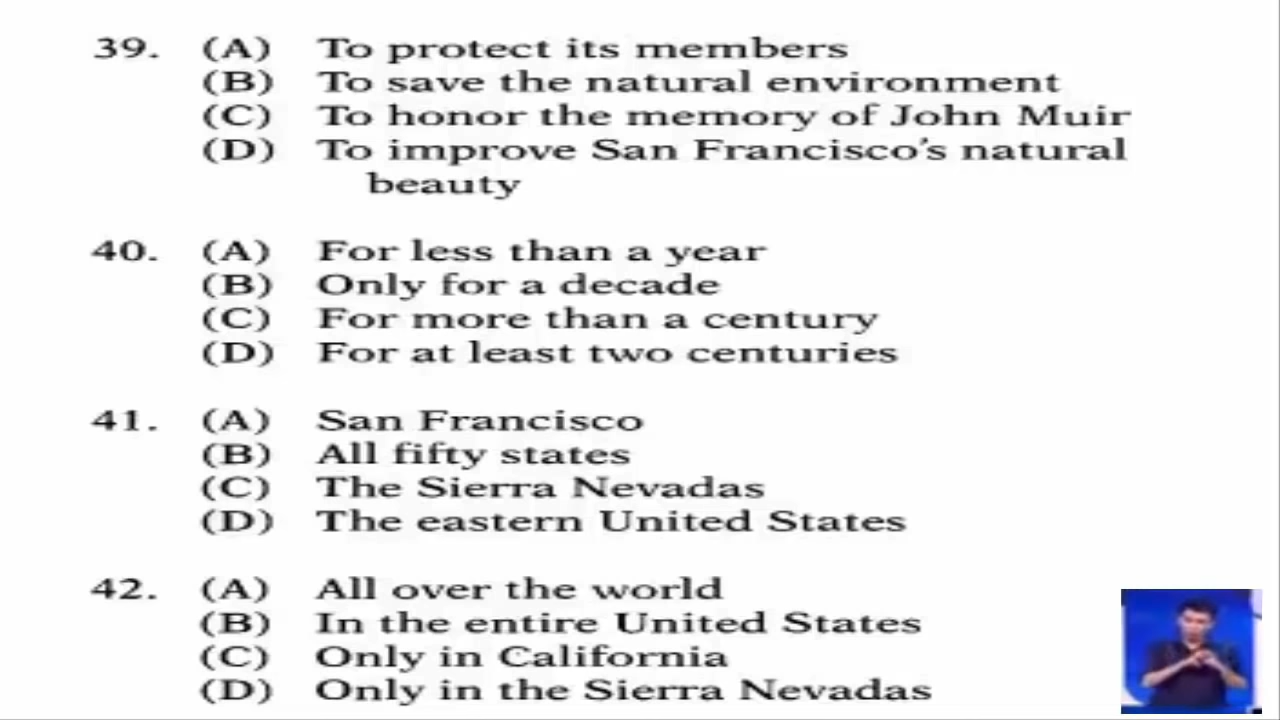 39. (A) To protect its members
(B) To save the natural environment
(C) To honor the memory of John Muir
(D) To improve San Francisco's natural
beauty
40. (A) For less than a year
(B) Only for a decade
(C) For more than a century
(D) For at least two centuries
41. (A) San Francisco
(B) All fifty states
(C) The Sierra Nevadas
(D) The eastern United States
42. (A) All over the world
(B) In the entire United States
(C) Only in California
(D) Only in the Sierra Nevadas